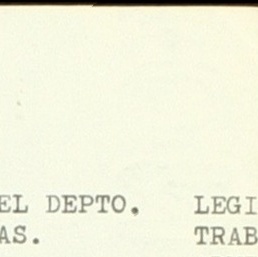 EL DEPTO. LEGI
AS. TRAB